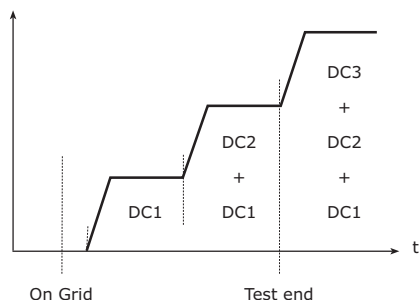 DC3
+
DC2
+
DC1
DC2
+
DC1
DC1
t
On Grid
Test end